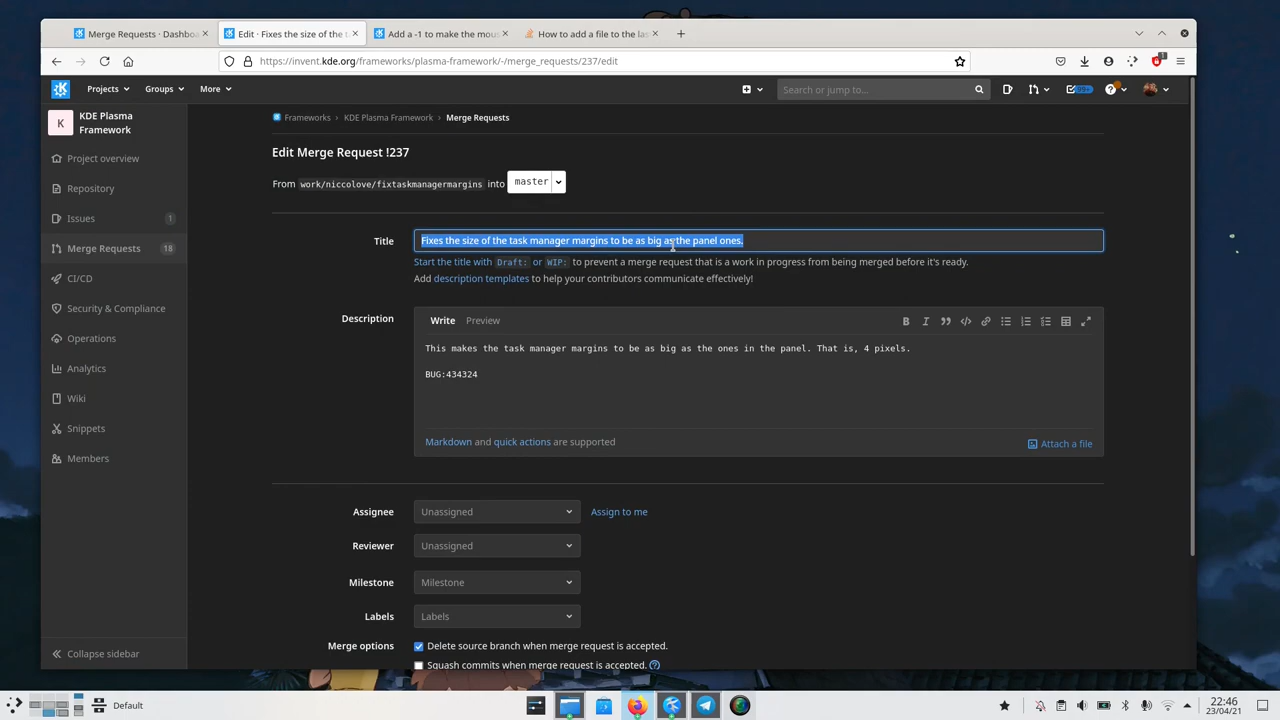 Merge Requests · Dashbo
Edit · Fixes the size of the t
Add a -1 to make the mou
How to add a file to the las
https://invent.kde.org/frameworks/plasma-framework/-/merge_requests/237/edit
1
Projects
Groups
More
Search or jump to...
99+
K
KDE Plasma
Framework
Project overview
Repository
Issues
1
Merge Requests
18
CI/CD
Security & Compliance
Operations
Analytics
Wiki
Snippets
Members
Collapse sidebar
Frameworks
KDE Plasma Framework
Merge Requests
Edit Merge Request !237
From work/niccolove/fixtaskmanagermargins into master
Title
Fixes the size of the task manager margins to be as big as the panel ones.
Start the title with Draft: or WIP: to prevent a merge request that is a work in progress from being merged before it's ready.
Add description templates to help your contributors communicate effectively!
Description
Write
Preview
This makes the task manager margins to be as big as the ones in the panel. That is, 4 pixels.
BUG:434324
Markdown and quick actions are supported
Attach a file
Assignee
Unassigned
Assign to me
Reviewer
Unassigned
Milestone
Milestone
Labels
Labels
Merge options
Delete source branch when merge request is accepted.
Squash commits when merge request is accepted.
Default
22:46
23/04/21